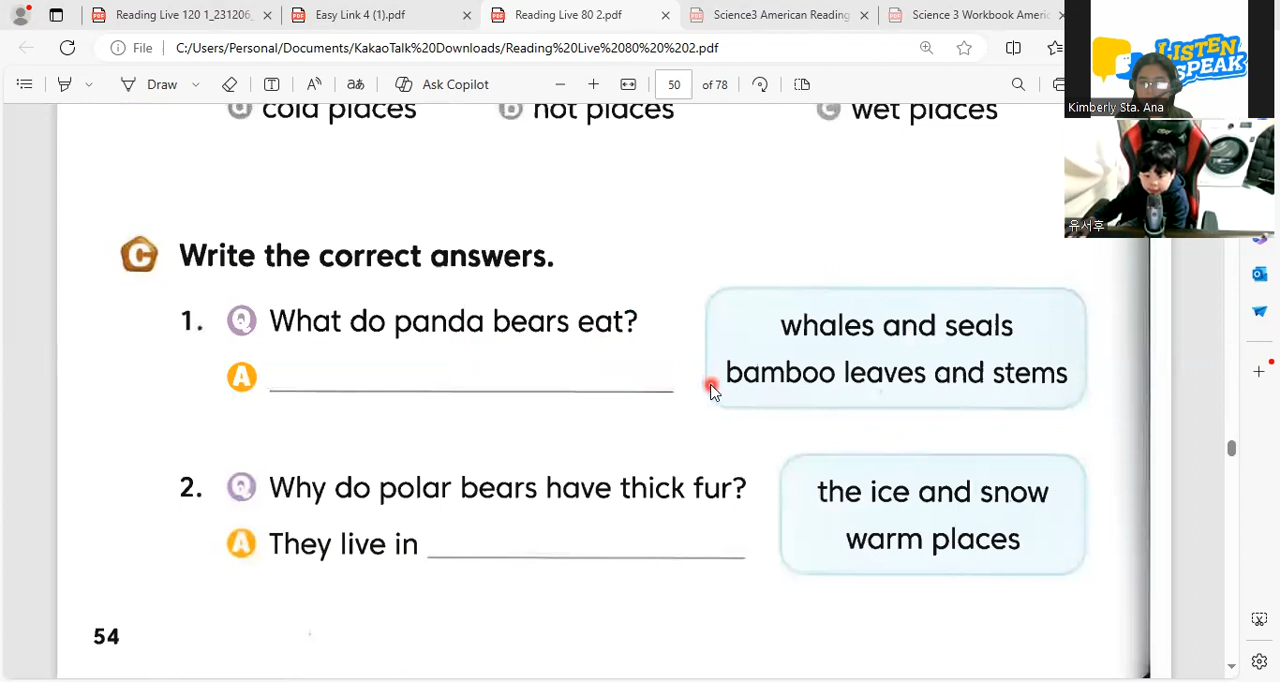 Reading Live 120 1_231206_
Easy Link 4 (1).pdf
Reading Live 80 2.pdf
Science3 American Reading
Science 3 Workbook Americ
File
C:/Users/Personal/Documents/KakaoTalk%20Downloads/Reading%20Live%2080%20%202.pdf
Draw
Ask Copilot
50 of 78
LISTEN
SPEAK
Kimberly Sta. Ana
유서후
a cold places
b hot places
c wet places
C Write the correct answers.
1. Q What do panda bears eat?
A
whales and seals
bamboo leaves and stems
2. Q Why do polar bears have thick fur?
A They live in
the ice and snow
warm places
54